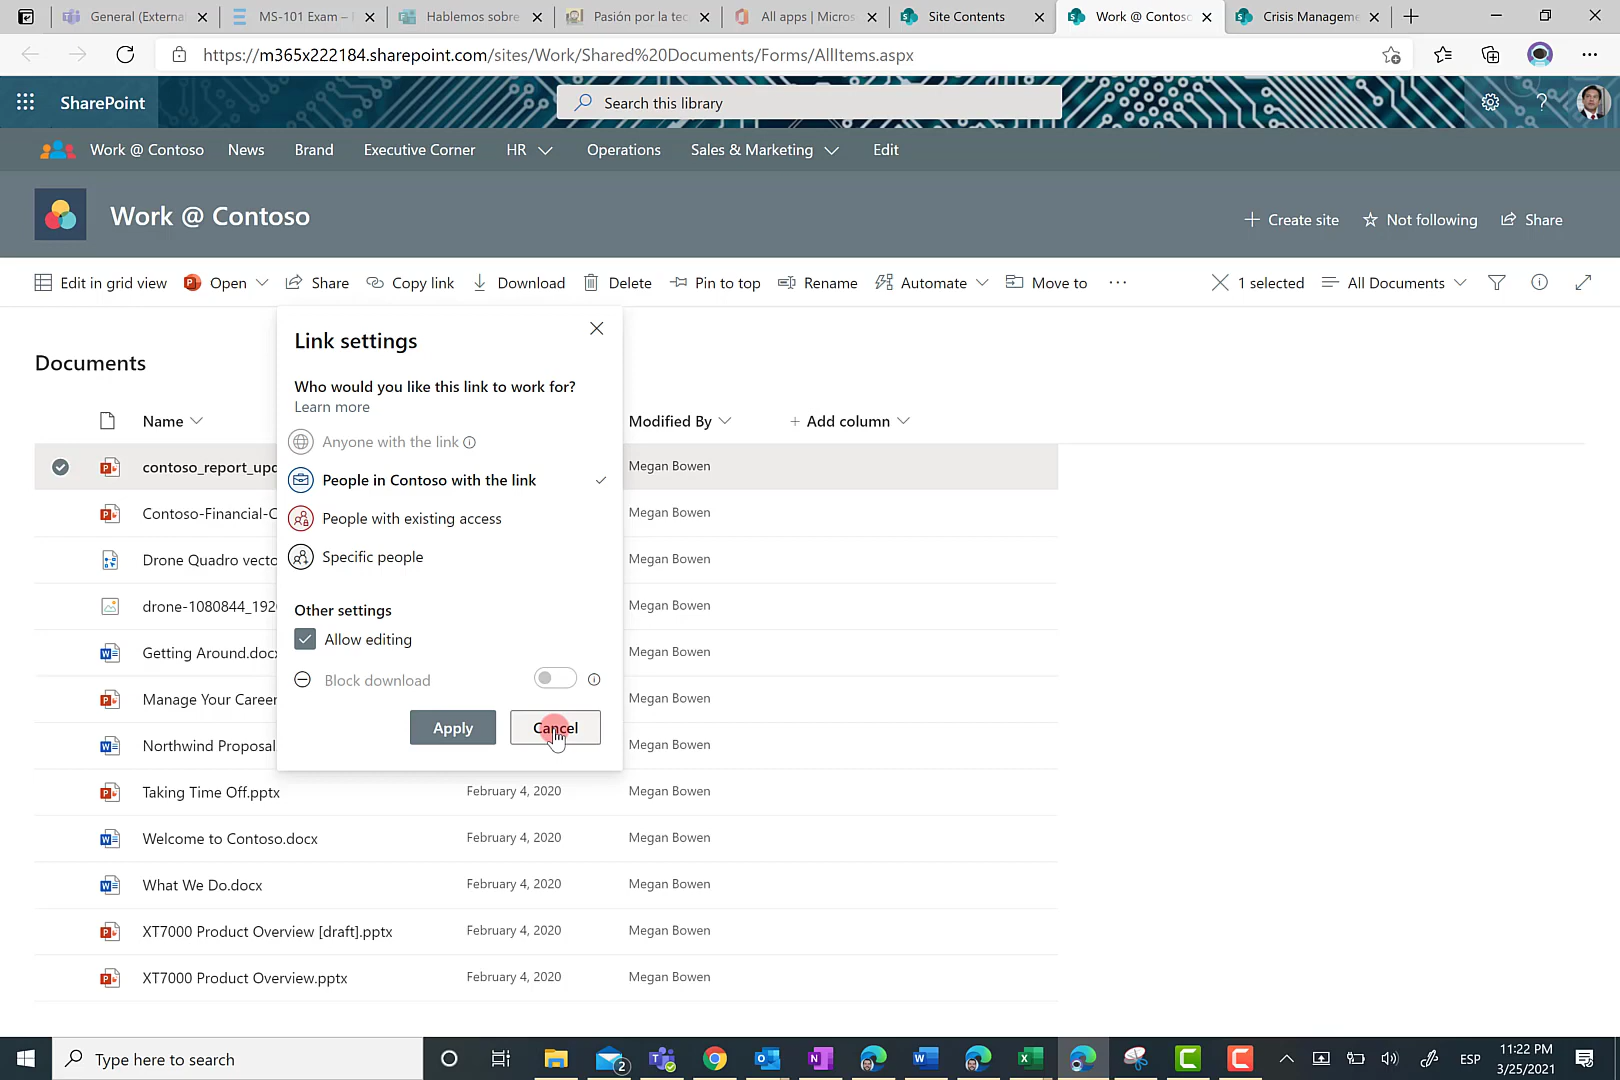 General (Externa
MS-101 Exam –
Hablemos sobre
Pasión por la tec
All apps | Micros
Site Contents
Work @ Contoso
Crisis Manageme
https://m365x222184.sharepoint.com/sites/Work/Shared%20Documents/Forms/AllItems.aspx
SharePoint
Search this library
Work @ Contoso News Brand Executive Corner HR Operations Sales & Marketing Edit
Work @ Contoso
Create site Not following Share
Edit in grid view Open Share Copy link Download Delete Pin to top Rename Automate Move to ··· 1 selected All Documents
Link settings
Who would you like this link to work for?
Learn more
Anyone with the link
People in Contoso with the link
People with existing access
Specific people
Other settings
Allow editing
Block download
Apply Cancel
Documents
Name Modified By + Add column
contoso_report_upd Megan Bowen
Contoso-Financial-C Megan Bowen
Drone Quadro vecto Megan Bowen
drone-1080844_192 Megan Bowen
Getting Around.docx Megan Bowen
Manage Your Career Megan Bowen
Northwind Proposal Megan Bowen
Taking Time Off.pptx February 4, 2020 Megan Bowen
Welcome to Contoso.docx February 4, 2020 Megan Bowen
What We Do.docx February 4, 2020 Megan Bowen
XT7000 Product Overview [draft].pptx February 4, 2020 Megan Bowen
XT7000 Product Overview.pptx February 4, 2020 Megan Bowen
Type here to search
2
ESP
11:22 PM
3/25/2021